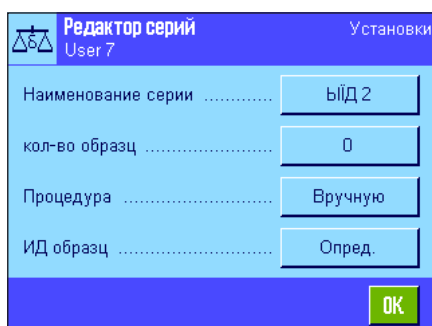 Редактор серий
Установки
User 7
Наименование серии ............ ЫЇД 2
кол-во образц ...................... 0
Процедура .......................... Вручную
ИД образц ........................... Опред.
OK